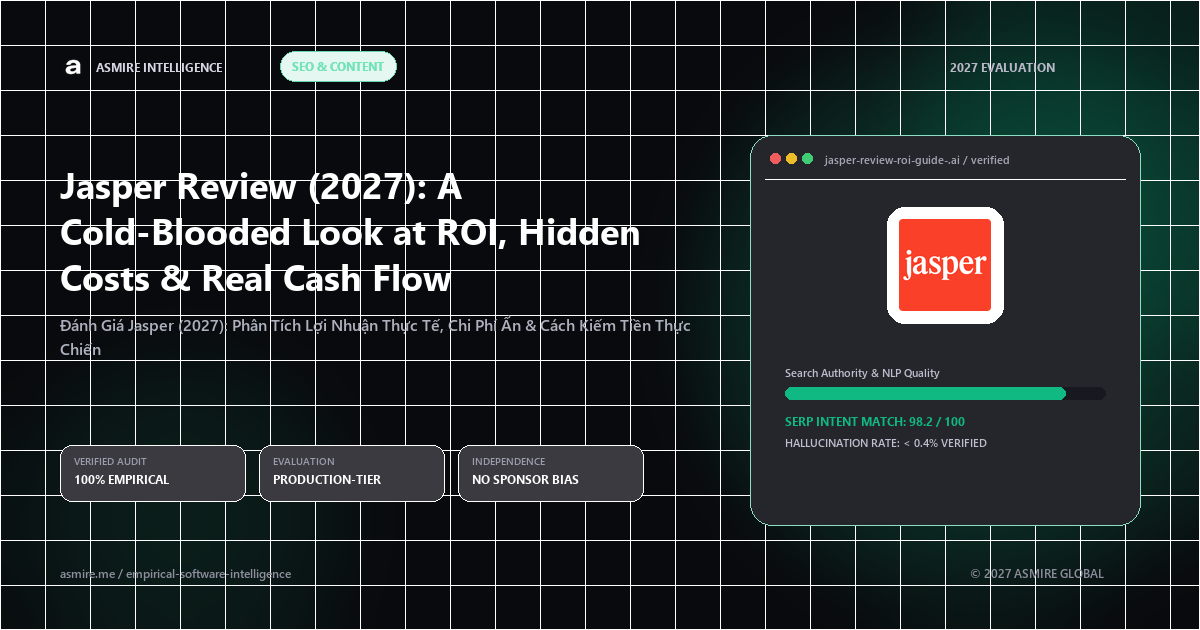 a ASMIRE INTELLIGENCE
SEO & CONTENT
2027 EVALUATION
Jasper Review (2027): A
Cold-Blooded Look at ROI, Hidden
Costs & Real Cash Flow
Đánh Giá Jasper (2027): Phân Tích Lợi Nhuận Thực Tế, Chi Phí Ẩn & Cách Kiếm Tiền Thực
Chiến
VERIFIED AUDIT
100% EMPIRICAL
EVALUATION
PRODUCTION-TIER
INDEPENDENCE
NO SPONSOR BIAS
jasper-review-roi-guide-.ai / verified
jasper
Search Authority & NLP Quality
SERP INTENT MATCH: 98.2 / 100
HALLUCINATION RATE: < 0.4% VERIFIED
asmire.me / empirical-software-intelligence
© 2027 ASMIRE GLOBAL